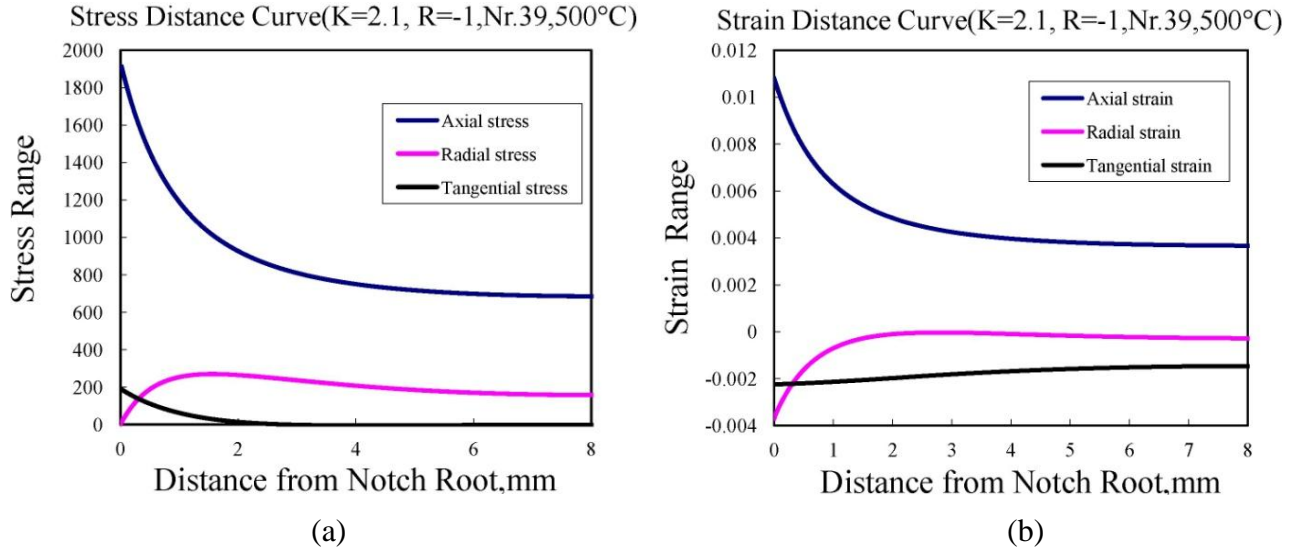 Stress Distance Curve(K=2.1, R=-1,Nr.39,500°C)
Stress Range
2000
1800
1600
1400
1200
1000
800
600
400
200
0
Axial stress
Radial stress
Tangential stress
0 2 4 6 8
Distance from Notch Root,mm
(a)
Strain Distance Curve(K=2.1, R=-1,Nr.39,500°C)
Strain Range
0.012
0.01
0.008
0.006
0.004
0.002
0
-0.002
-0.004
Axial strain
Radial strain
Tangential strain
0 1 2 3 4 5 6 7 8
Distance from Notch Root,mm
(b)